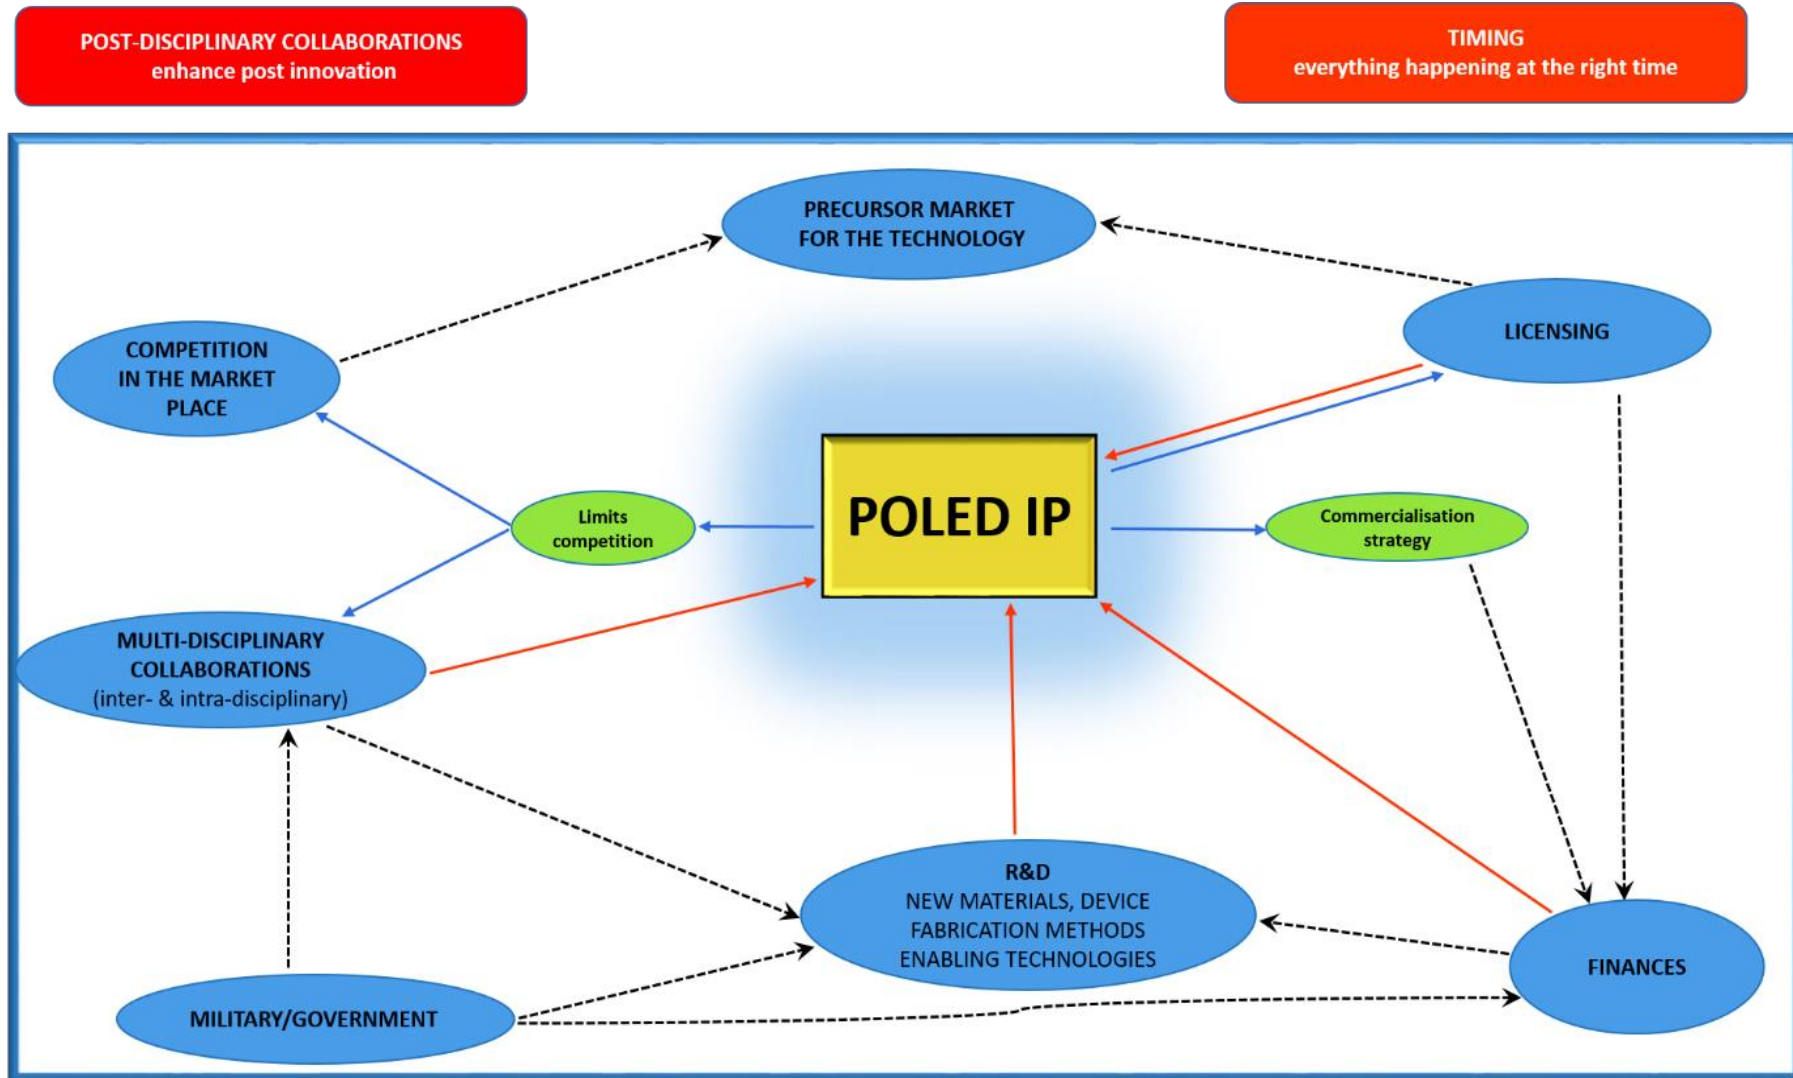 POST-DISCIPLINARY COLLABORATIONS
enhance post innovation
TIMING
everything happening at the right time
PRECURSOR MARKET
FOR THE TECHNOLOGY
LICENSING
COMPETITION
IN THE MARKET
PLACE
Limits
competition
POLED IP
Commercialisation
strategy
MULTI-DISCIPLINARY
COLLABORATIONS
(inter- & intra-disciplinary)
R&D
NEW MATERIALS, DEVICE
FABRICATION METHODS
ENABLING TECHNOLOGIES
FINANCES
MILITARY/GOVERNMENT